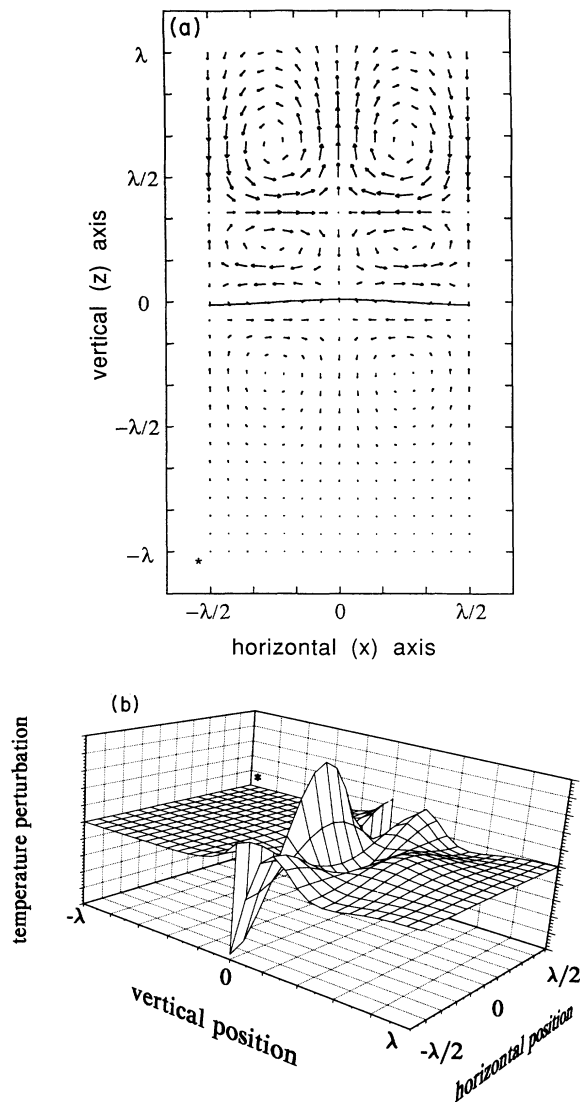 (a)
λ
λ/2
0
−λ/2
−λ
vertical (z) axis
*
−λ/2 0 λ/2
horizontal (x) axis
(b)
temperature perturbation
*
-λ
0
λ
vertical position
-λ/2
0
λ/2
horizontal position